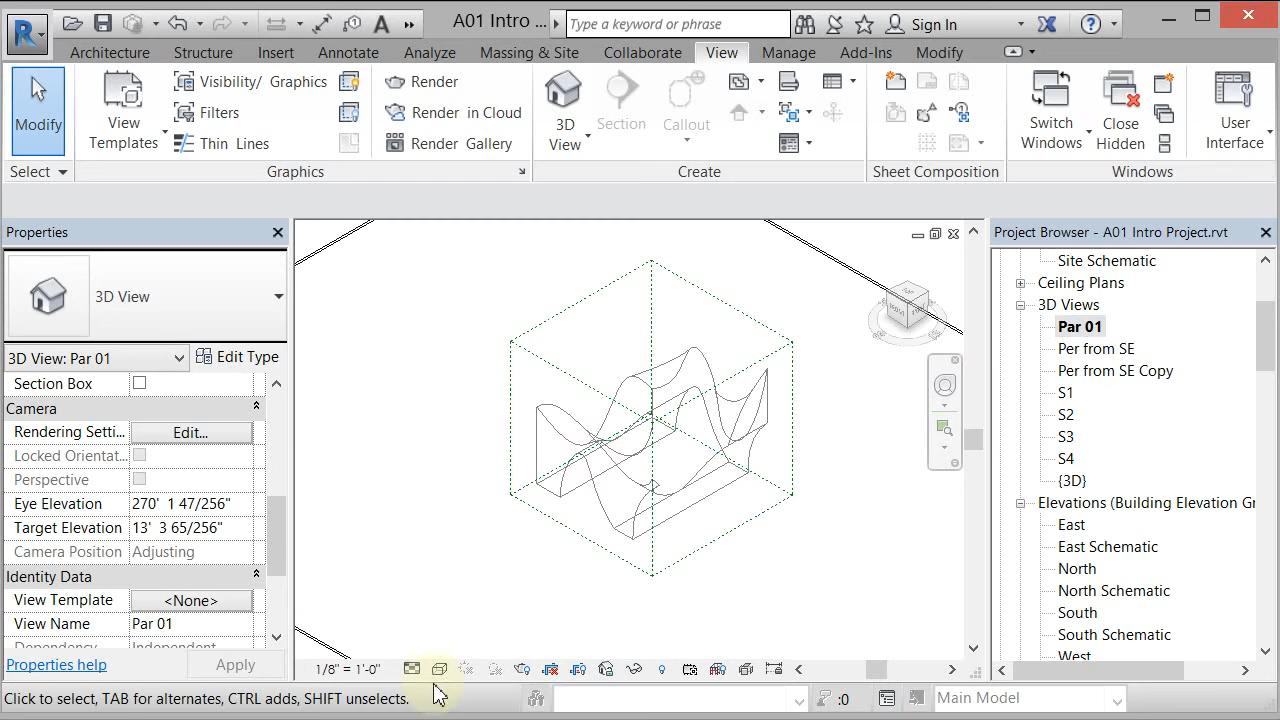 A01 Intro ...
Type a keyword or phrase
Sign In
Architecture
Structure
Insert
Annotate
Analyze
Massing & Site
Collaborate
View
Manage
Add-Ins
Modify
Modify
View
Templates
Visibility/ Graphics
Filters
Thin Lines
Render
Render in Cloud
Render Gallery
3D
View
Section
Callout
Switch
Windows
Close
Hidden
User
Interface
Select
Graphics
Create
Sheet Composition
Windows
Properties
3D View
3D View: Par 01
Edit Type
Section Box
Camera
Rendering Setti...
Edit...
Locked Orientat...
Perspective
Eye Elevation
270' 1 47/256"
Target Elevation
13' 3 65/256"
Camera Position
Adjusting
Identity Data
View Template
<None>
View Name
Par 01
Dependency
Independent
Properties help
Apply
Project Browser - A01 Intro Project.rvt
Site Schematic
Ceiling Plans
3D Views
Par 01
Per from SE
Per from SE Copy
S1
S2
S3
S4
{3D}
Elevations (Building Elevation Gr
East
East Schematic
North
North Schematic
South
South Schematic
West
1/8" = 1'-0"
Click to select, TAB for alternates, CTRL adds, SHIFT unselects.
:0
Main Model